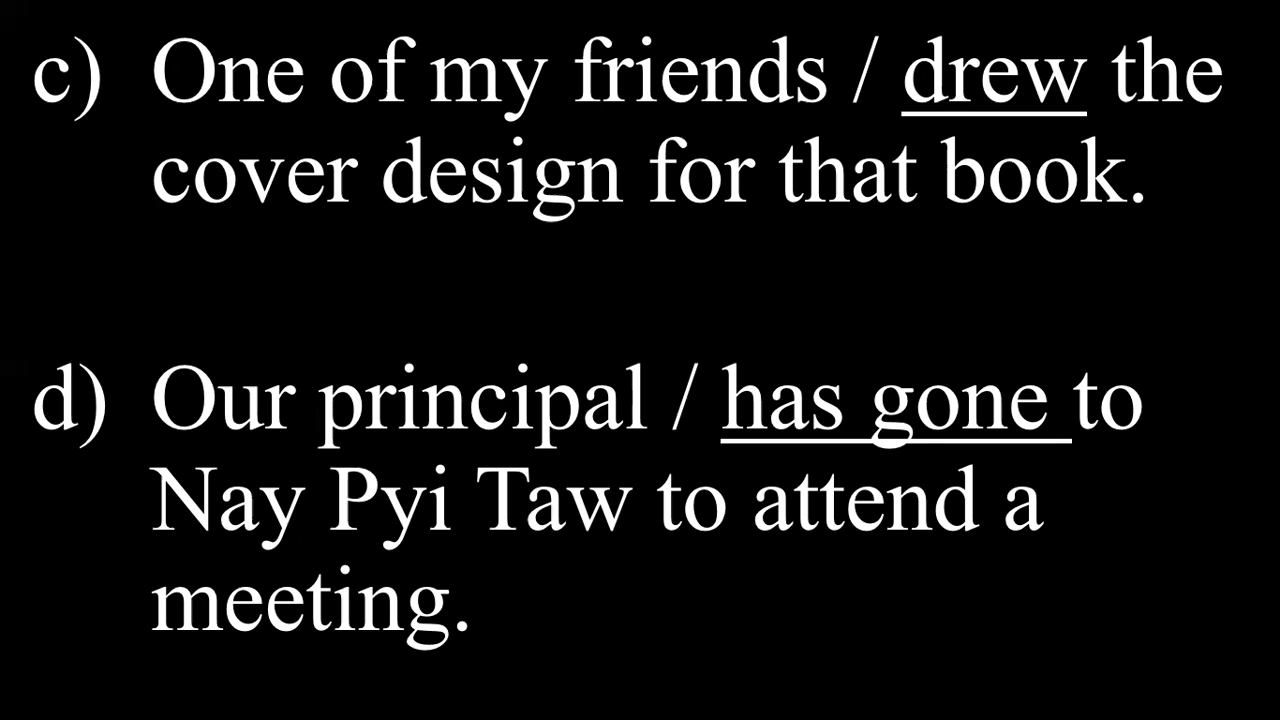 c) One of my friends / drew the
cover design for that book.
d) Our principal / has gone to
Nay Pyi Taw to attend a
meeting.